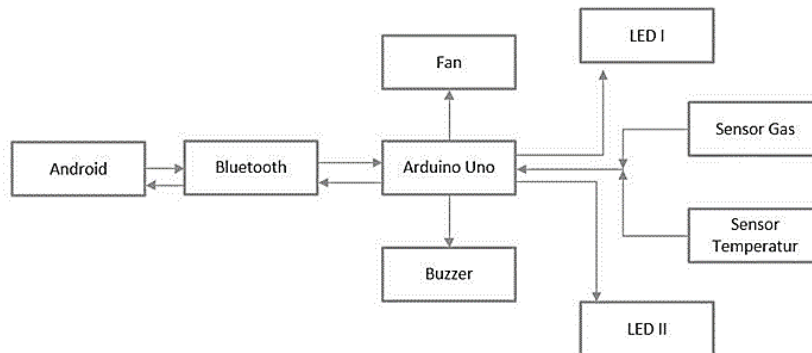 LED I
Fan
Sensor Gas
Android
Bluetooth
Arduino Uno
Sensor
Temperatur
Buzzer
LED II